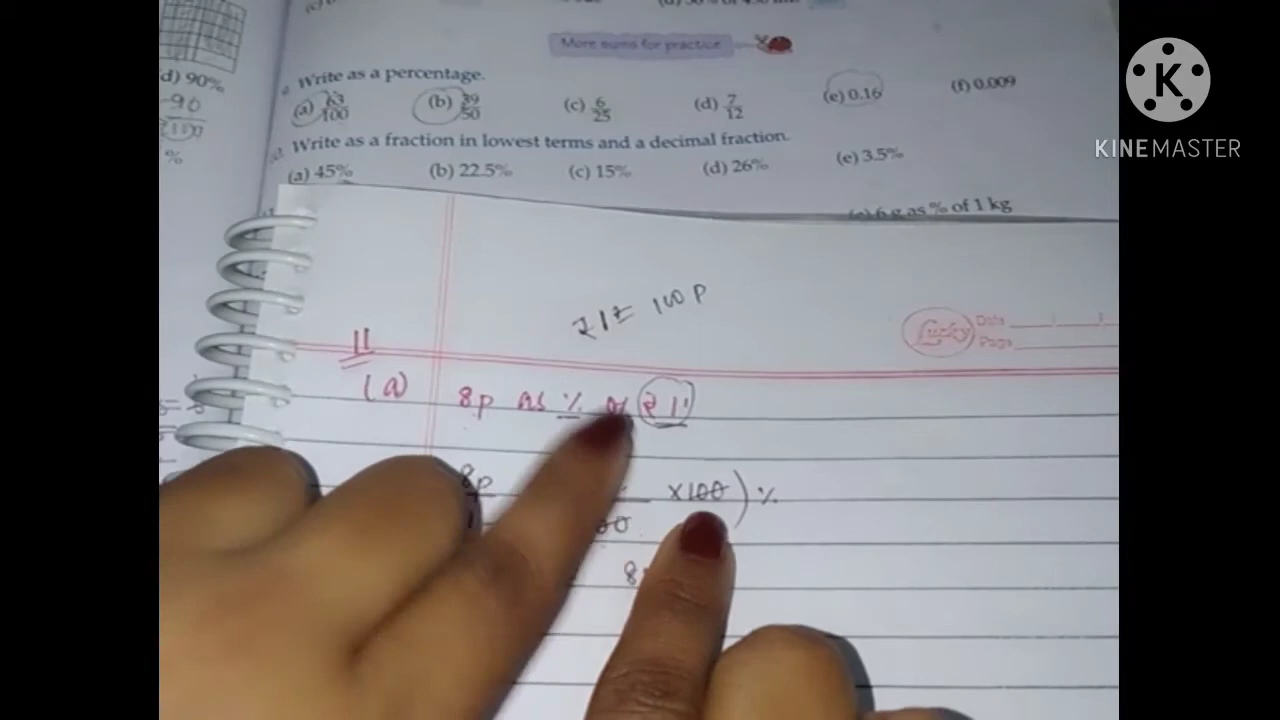 More sums for practice
d) 90%
Write as a percentage.
(a) 63/100 (b) 39/50 (c) 6/25 (d) 7/12 (e) 0.16 (f) 0.009
Write as a fraction in lowest terms and a decimal fraction.
(a) 45% (b) 22.5% (c) 15% (d) 26% (e) 3.5%
(e) 6 g as % of 1 kg
K
KINEMASTER
₹1 = 100 P
Date
Page
11
(a) 8p as % of ₹ 1
8p
×100) %
8